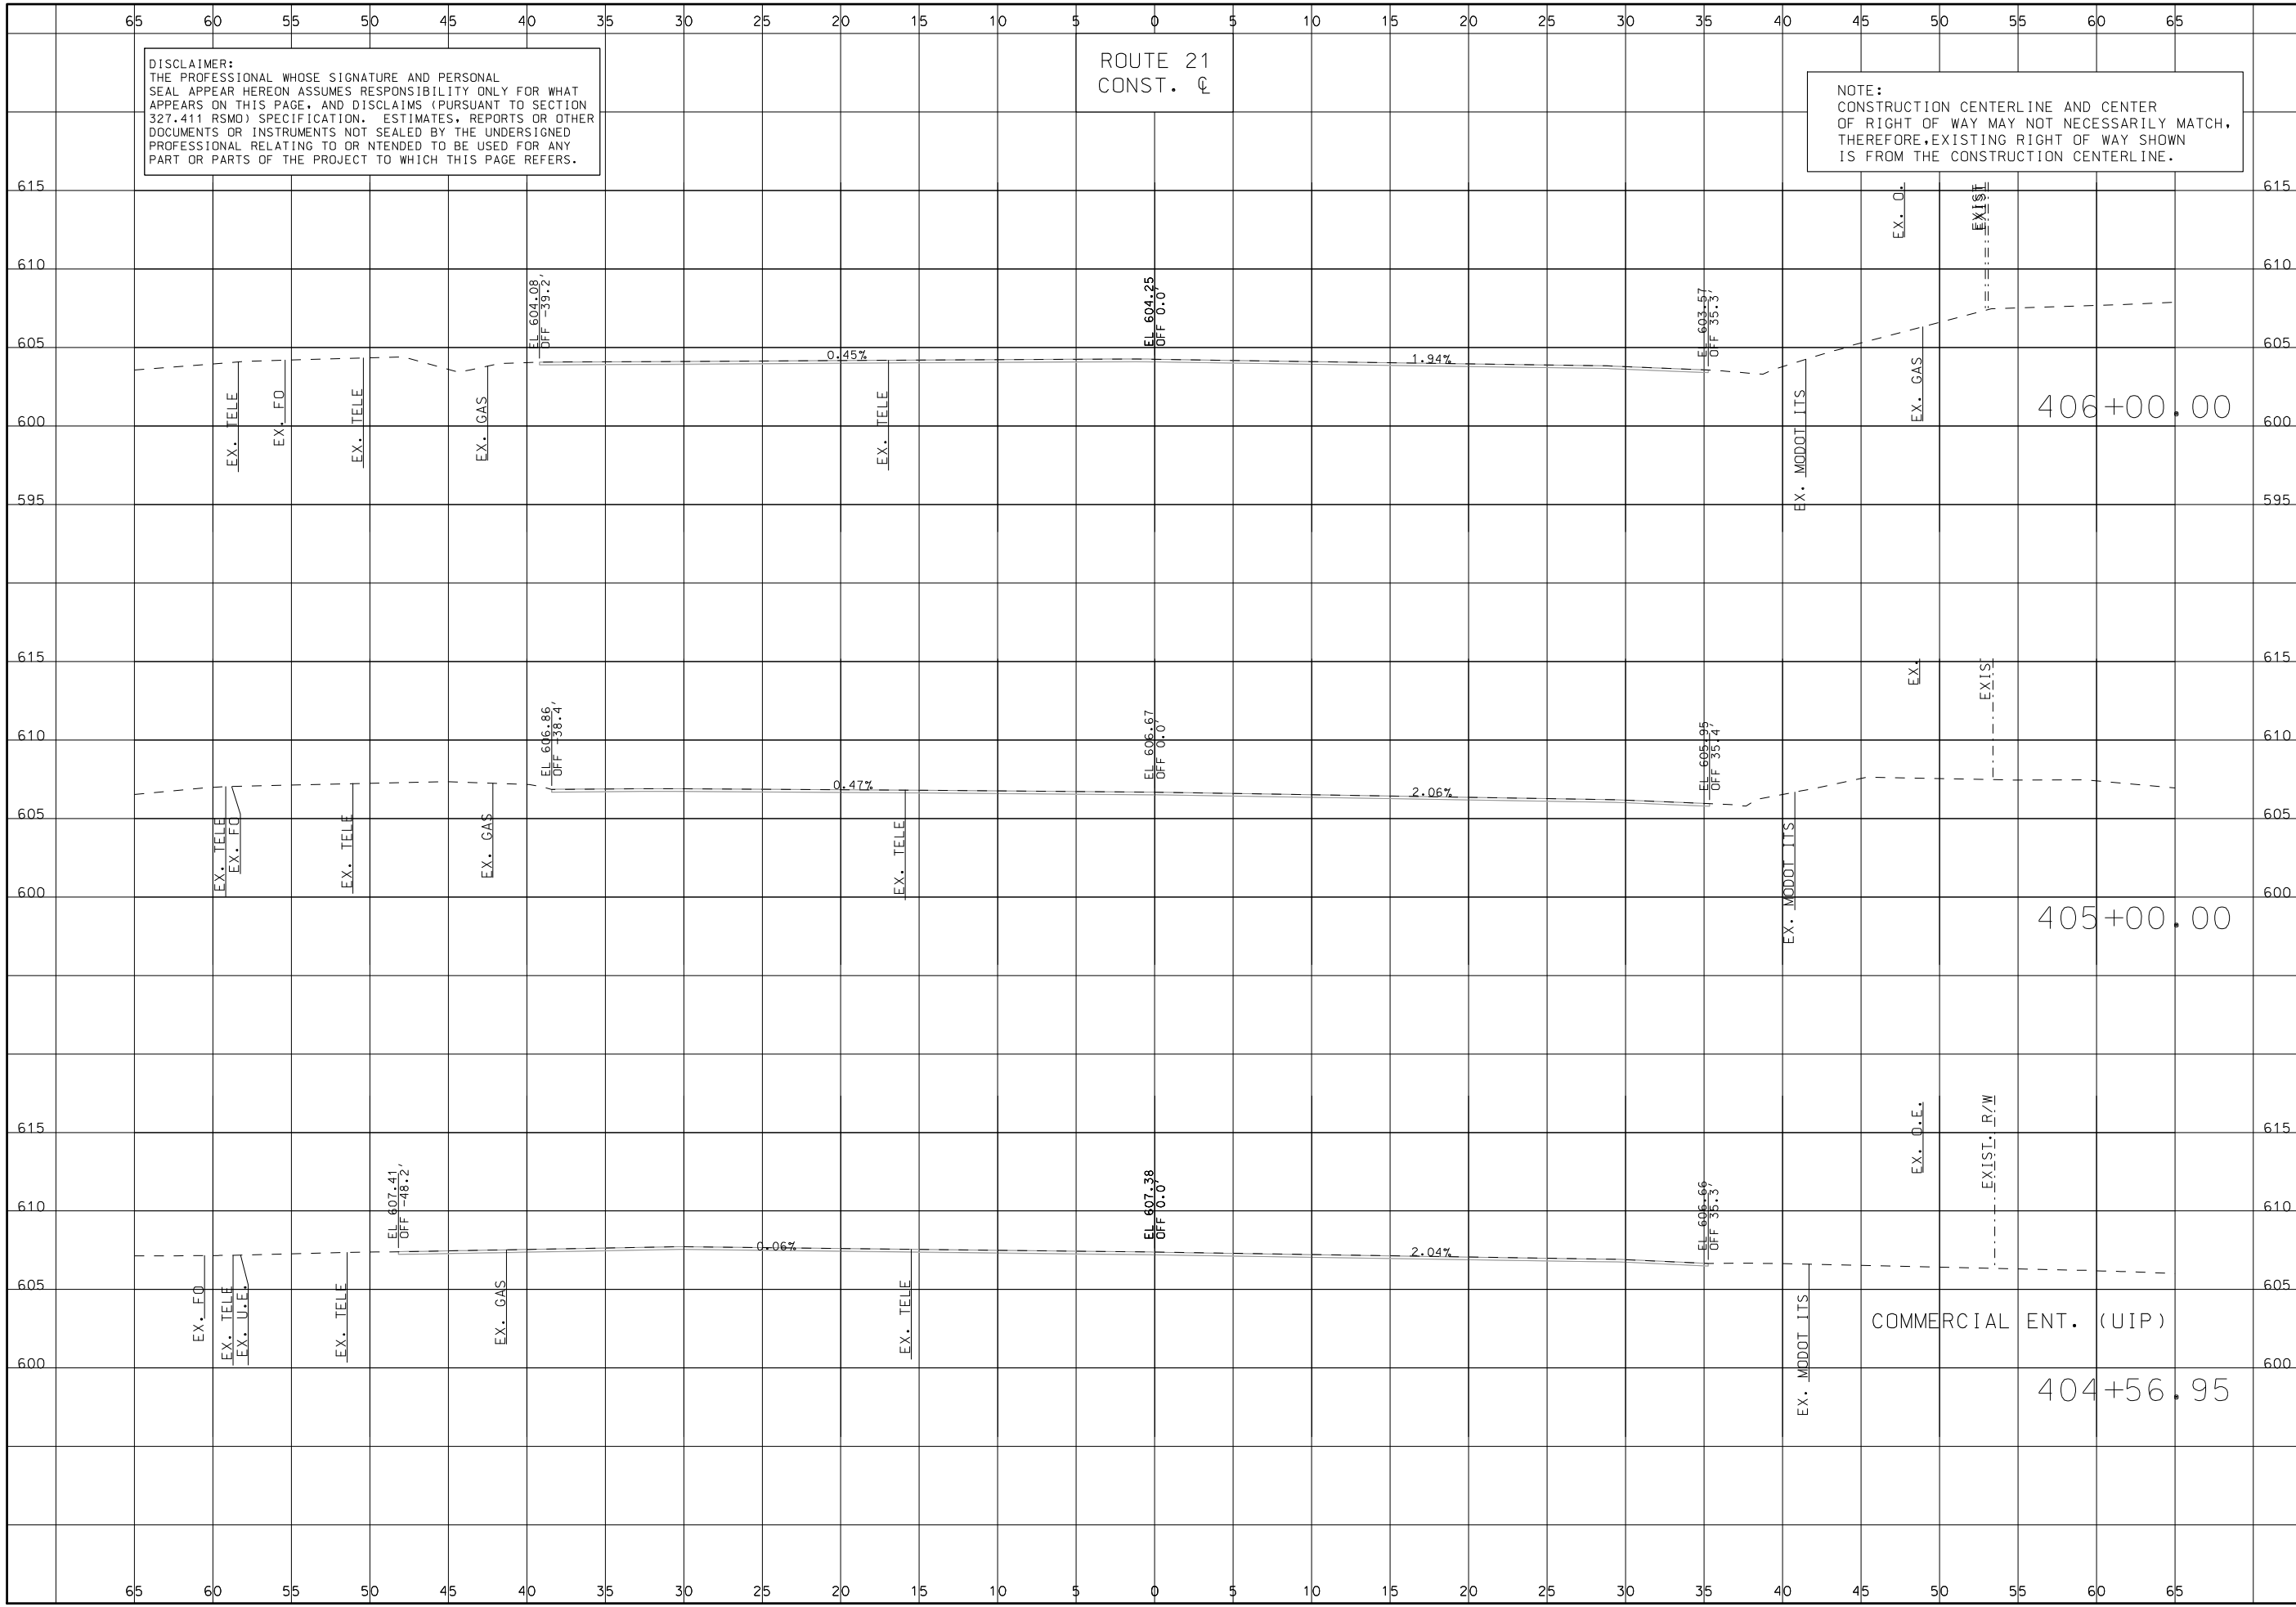 65 60 55 50 45 40 35 30 25 20 15 10 5 0 5 10 15 20 25 30 35 40 45 50 55 60 65
DISCLAIMER:
THE PROFESSIONAL WHOSE SIGNATURE AND PERSONAL
SEAL APPEAR HEREON ASSUMES RESPONSIBILITY ONLY FOR WHAT
APPEARS ON THIS PAGE, AND DISCLAIMS (PURSUANT TO SECTION
327.411 RSMO) SPECIFICATION. ESTIMATES, REPORTS OR OTHER
DOCUMENTS OR INSTRUMENTS NOT SEALED BY THE UNDERSIGNED
PROFESSIONAL RELATING TO OR NTENDED TO BE USED FOR ANY
PART OR PARTS OF THE PROJECT TO WHICH THIS PAGE REFERS.
ROUTE 21
CONST. ℄
NOTE:
CONSTRUCTION CENTERLINE AND CENTER
OF RIGHT OF WAY MAY NOT NECESSARILY MATCH,
THEREFORE,EXISTING RIGHT OF WAY SHOWN
IS FROM THE CONSTRUCTION CENTERLINE.
615 615
EX. O.
EXIST
610 610
EL 604.08
OFF -39.2'
EL 604.25
OFF 0.0'
EL 603.57
OFF 35.3'
605 605
0.45%
1.94%
EX. TELE
EX. FO
EX. TELE
EX. GAS
EX. TELE
EX. MODOT ITS
EX. GAS
406+00.00
600 600
595 595
615 615
EX.
EXIST
610 610
EL 606.86
OFF -38.4'
EL 606.67
OFF 0.0'
EL 605.95
OFF 35.4'
0.47%
2.06%
605 605
EX. TELE
EX. FO
EX. TELE
EX. GAS
EX. TELE
EX. MODOT ITS
600 600
405+00.00
615 615
EX. O.E.
EXIST. R/W
610 610
EL 607.41
OFF -48.2'
EL 607.38
OFF 0.0'
EL 606.66
OFF 35.3'
0.06%
2.04%
605 605
EX. FO
EX. TELE
EX. U.E.
EX. TELE
EX. GAS
EX. TELE
EX. MODOT ITS
COMMERCIAL ENT. (UIP)
600 600
404+56.95
65 60 55 50 45 40 35 30 25 20 15 10 5 0 5 10 15 20 25 30 35 40 45 50 55 60 65